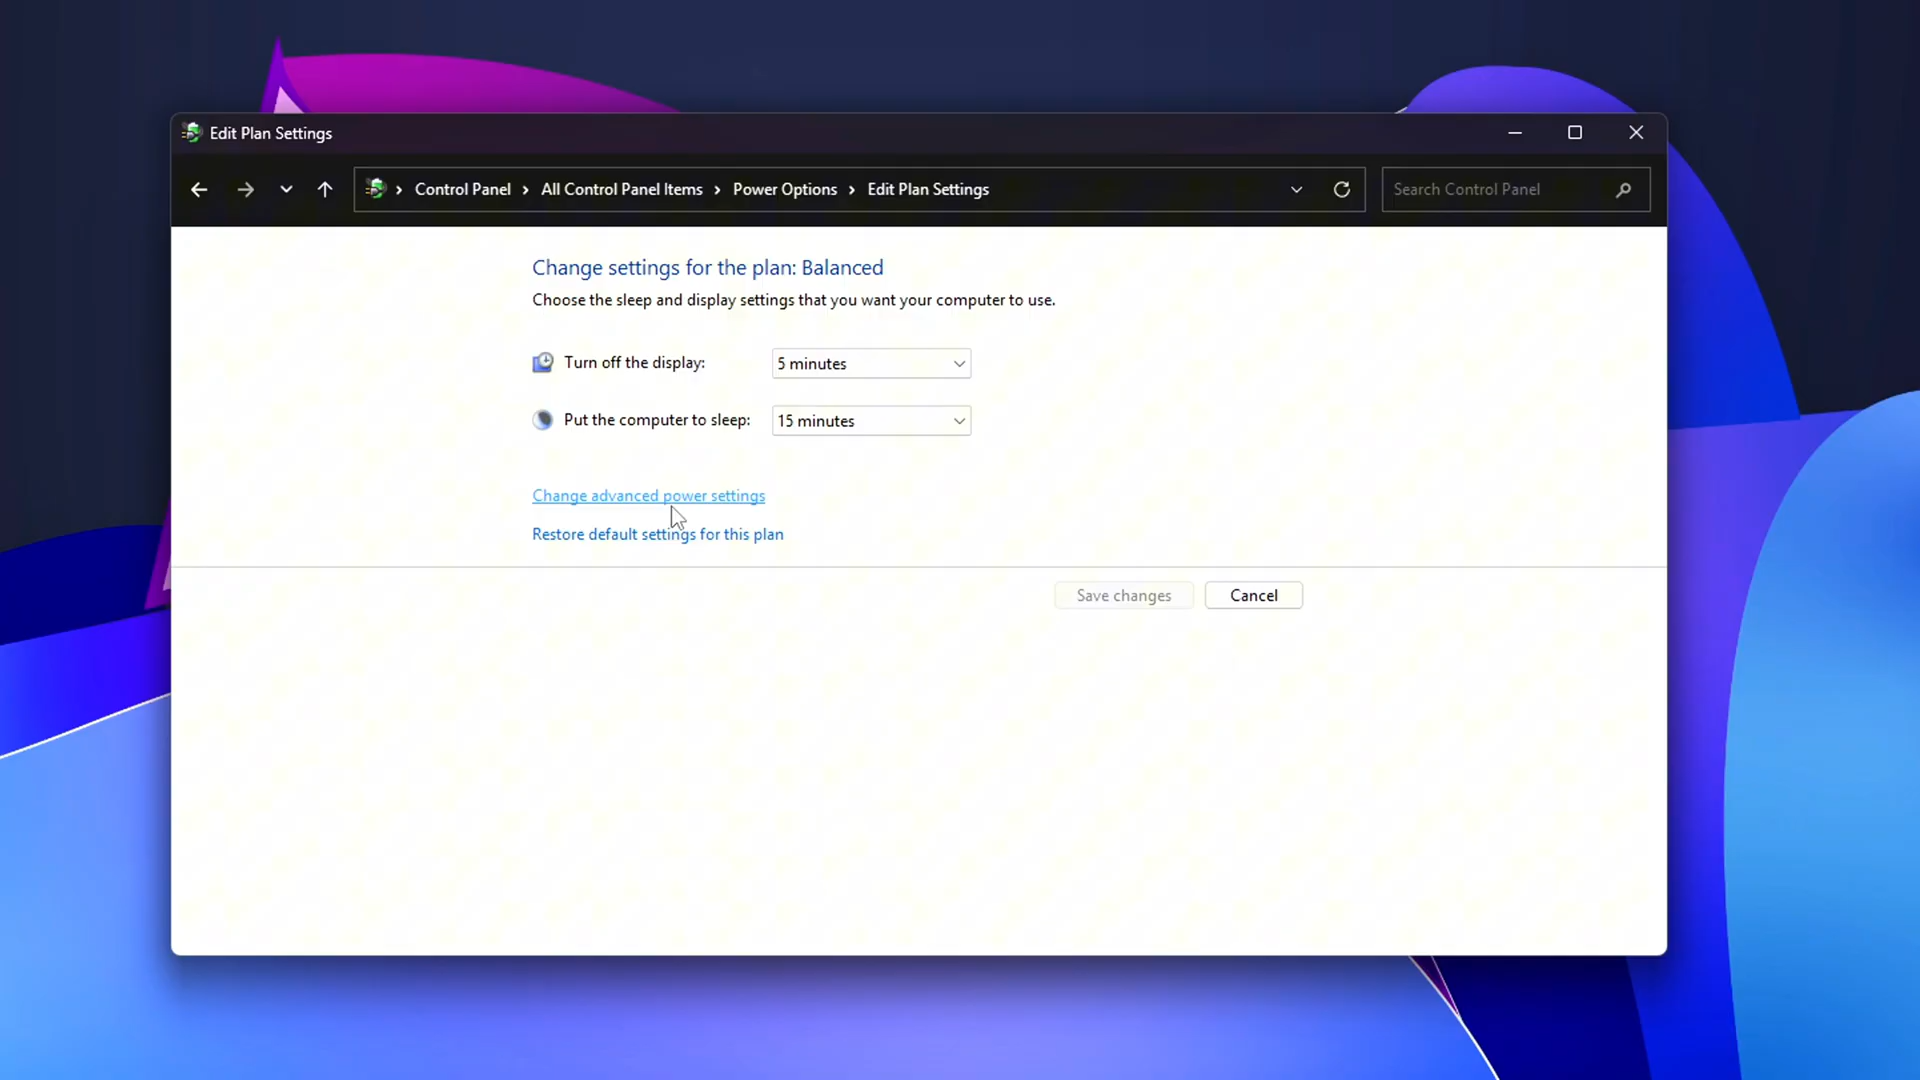 Edit Plan Settings
Control Panel > All Control Panel Items > Power Options > Edit Plan Settings
Search Control Panel
Change settings for the plan: Balanced
Choose the sleep and display settings that you want your computer to use.
Turn off the display: 5 minutes
Put the computer to sleep: 15 minutes
Change advanced power settings
Restore default settings for this plan
Save changes Cancel